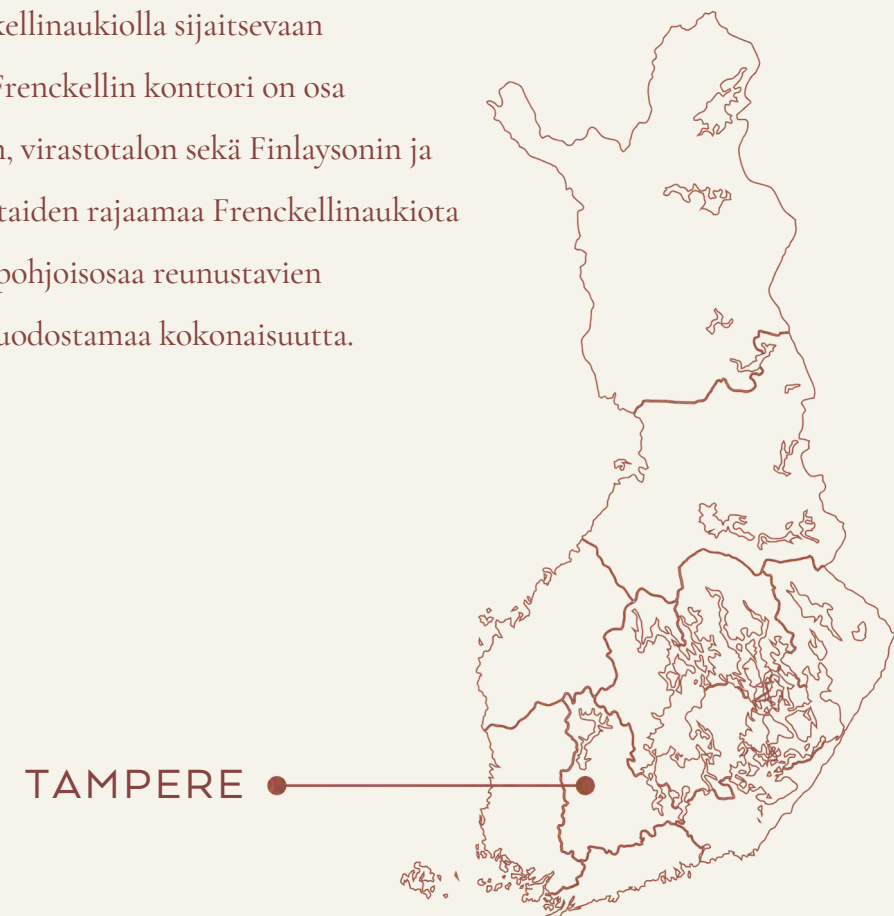 kellinaukiolla sijaitsevaan
Frenckellin konttori on osa
n, virastotalon sekä Finlaysonin ja
taiden rajaamaa Frenckellinaukiota
pohjoisosaa reunustavien
uodostamaa kokonaisuutta.
TAMPERE